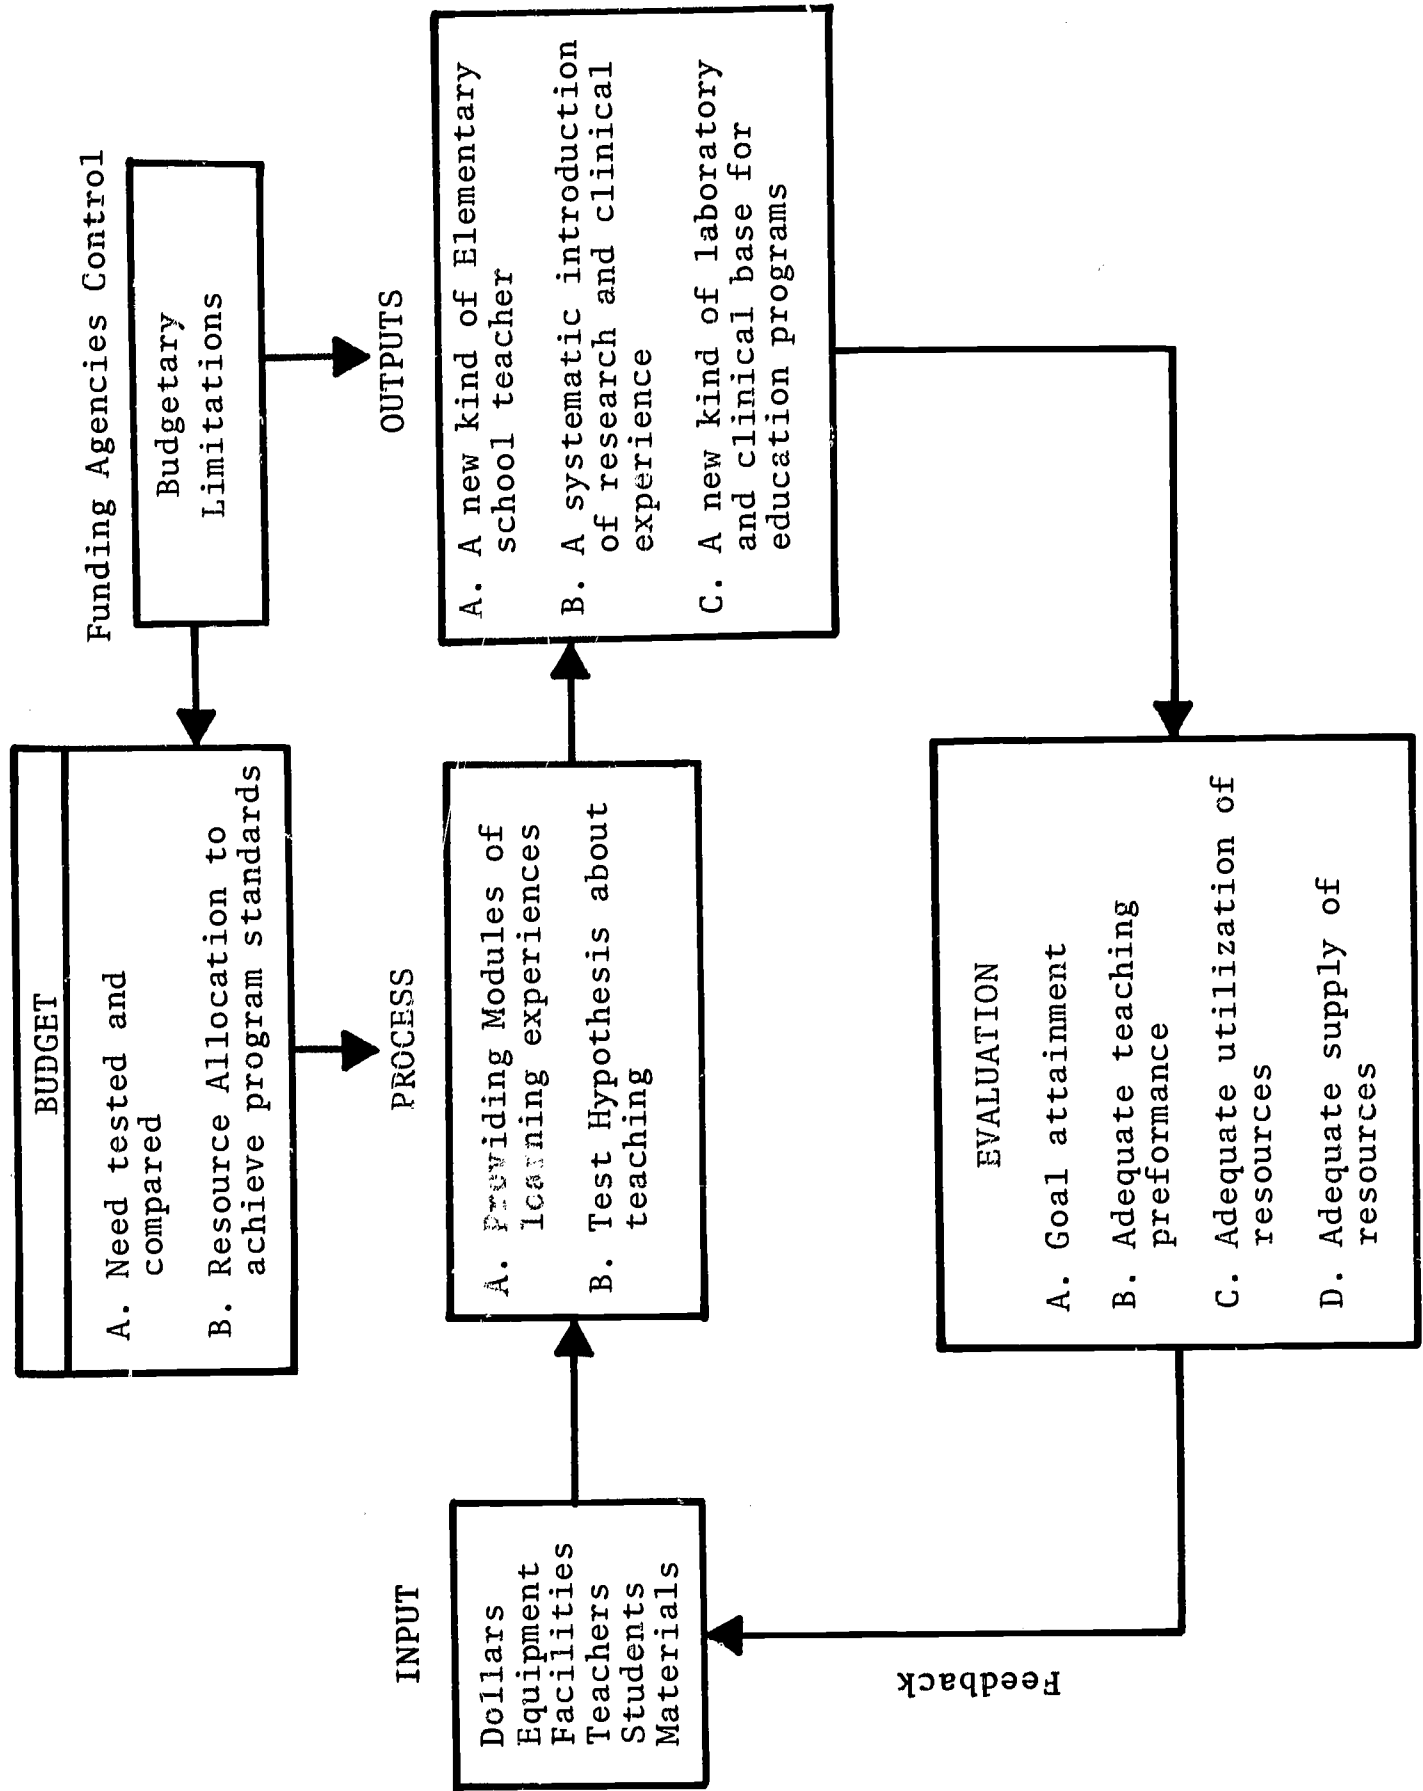 Funding Agencies Control
BUDGET
A. Need tested and
compared
B. Resource Allocation to
achieve program standards
Budgetary
Limitations
INPUT
PROCESS
OUTPUTS
Dollars
Equipment
Facilities
Teachers
Students
Materials
A. Providing Modules of
learning experiences
B. Test Hypothesis about
teaching
A. A new kind of Elementary
school teacher
B. A systematic introduction
of research and clinical
experience
C. A new kind of laboratory
and clinical base for
education programs
Feedback
EVALUATION
A. Goal attainment
B. Adequate teaching
preformance
C. Adequate utilization of
resources
D. Adequate supply of
resources